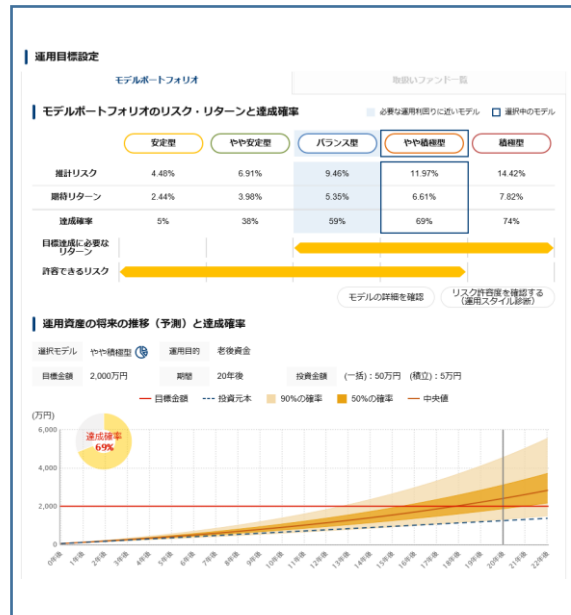 運用目標設定
モデルポートフォリオ 取扱いファンド一覧
モデルポートフォリオのリスク・リターンと達成確率 必要な運用利回りに近いモデル 選択中のモデル
安定型 やや安定型 バランス型 やや積極型 積極型
推計リスク 4.48% 6.91% 9.46% 11.97% 14.42%
期待リターン 2.44% 3.98% 5.35% 6.61% 7.82%
達成確率 5% 38% 59% 69% 74%
目標達成に必要な
リターン
許容できるリスク
モデルの詳細を確認 リスク許容度を確認する
(運用スタイル診断)
運用資産の将来の推移(予測)と達成確率
選択モデル やや積極型 運用目的 老後資金
目標金額 2,000万円 期間 20年後 投資金額 (一括):50万円 (積立):5万円
目標金額 投資元本 90%の確率 50%の確率 中央値
(万円)
6,000
達成確率
69%
4,000
2,000
0
0年後 1年後 2年後 3年後 4年後 5年後 6年後 7年後 8年後 9年後 10年後 11年後 12年後 13年後 14年後 15年後 16年後 17年後 18年後 19年後 20年後 21年後 22年後